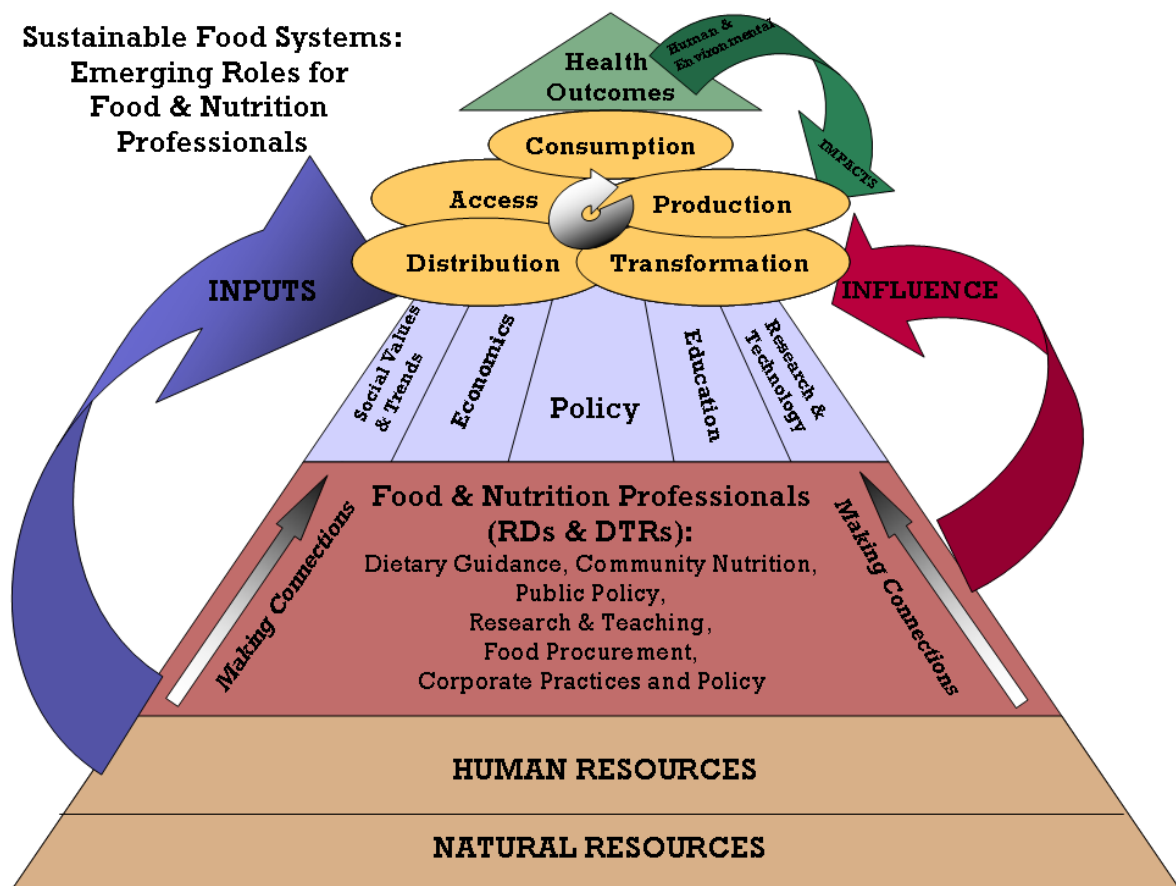 Sustainable Food Systems:
Emerging Roles for
Food & Nutrition
Professionals
Health
Outcomes
Human &
Environmental
IMPACTS
Consumption
Access
Production
Distribution
Transformation
INPUTS
INFLUENCE
Social Values
& Trends
Economics
Policy
Education
Research &
Technology
Making Connections
Food & Nutrition Professionals
(RDs & DTRs):
Dietary Guidance, Community Nutrition,
Public Policy,
Research & Teaching,
Food Procurement,
Corporate Practices and Policy
Making Connections
HUMAN RESOURCES
NATURAL RESOURCES